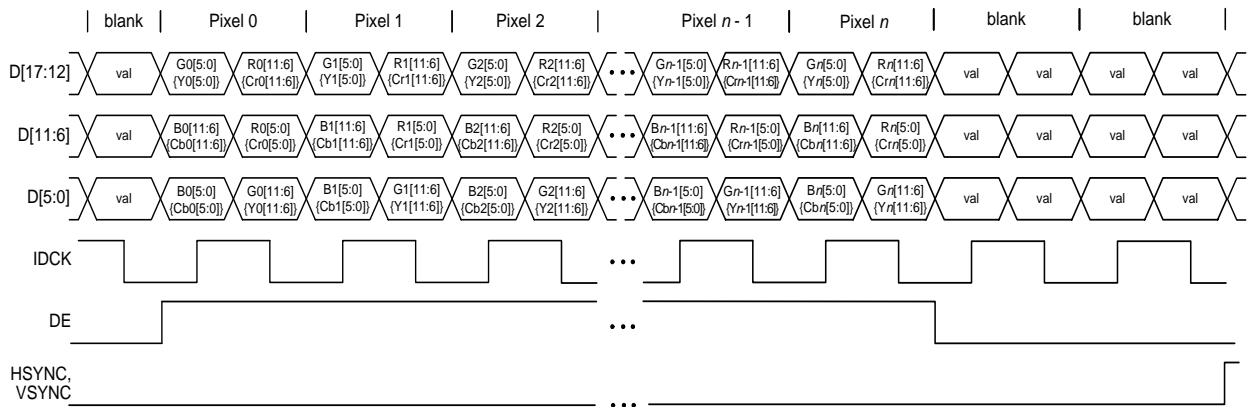 blank Pixel 0 Pixel 1 Pixel 2 Pixel n - 1 Pixel n blank blank
G0[5:0] R0[11:6] G1[5:0] R1[11:6] G2[5:0] R2[11:6] Gn-1[5:0] Rn-1[11:6] Gn[5:0] Rn[11:6]
D[17:12] val {Y0[5:0]} {Cr0[11:6]} {Y1[5:0]} {Cr1[11:6]} {Y2[5:0]} {Cr2[11:6]} ••• {Yn-1[5:0]} {Crn-1[11:6]} {Yn[5:0]} {Crn[11:6]} val val val val
B0[11:6] R0[5:0] B1[11:6] R1[5:0] B2[11:6] R2[5:0] Bn-1[11:6] Rn-1[5:0] Bn[11:6] Rn[5:0]
D[11:6] val {Cb0[11:6]} {Cr0[5:0]} {Cb1[11:6]} {Cr1[5:0]} {Cb2[11:6]} {Cr2[5:0]} ••• {Cbn-1[11:6]} {Crn-1[5:0]} {Cbn[11:6]} {Crn[5:0]} val val val val
B0[5:0] G0[11:6] B1[5:0] G1[11:6] B2[5:0] G2[11:6] Bn-1[5:0] Gn-1[11:6] Bn[5:0] Gn[11:6]
D[5:0] val {Cb0[5:0]} {Y0[11:6]} {Cb1[5:0]} {Y1[11:6]} {Cb2[5:0]} {Y2[11:6]} ••• {Cbn-1[5:0]} {Yn-1[11:6]} {Cbn[5:0]} {Yn[11:6]} val val val val
IDCK •••
DE •••
HSYNC,
VSYNC •••